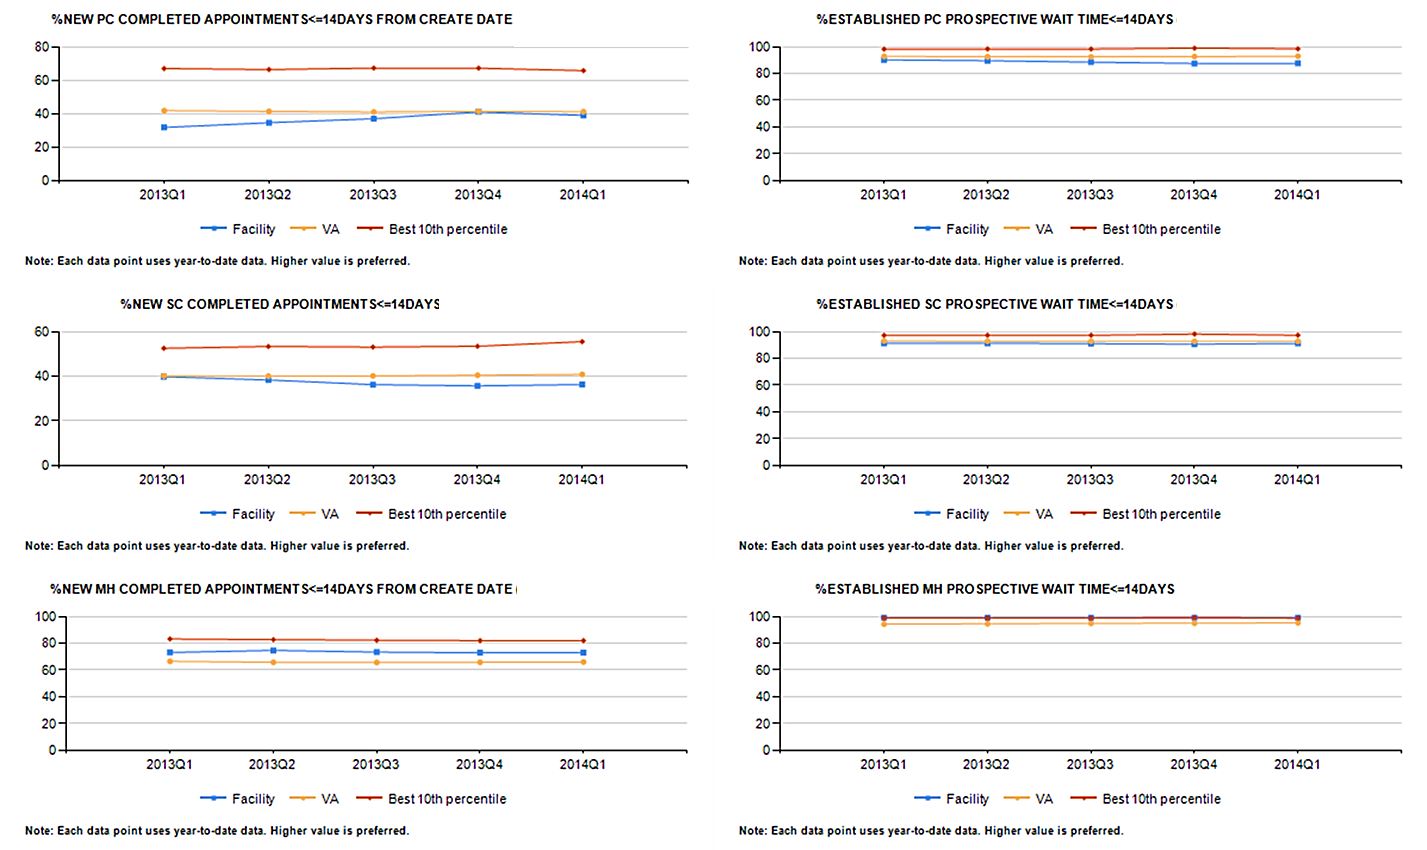 %NEW PC COMPLETED APPOINTMENTS<=14DAYS FROM CREATE DATE
80
60
40
20
0
2013Q1 2013Q2 2013Q3 2013Q4 2014Q1
Facility VA Best 10th percentile
Note: Each data point uses year-to-date data. Higher value is preferred.
%ESTABLISHED PC PROSPECTIVE WAIT TIME<=14DAYS
100
80
60
40
20
0
2013Q1 2013Q2 2013Q3 2013Q4 2014Q1
Facility VA Best 10th percentile
Note: Each data point uses year-to-date data. Higher value is preferred.
%NEW SC COMPLETED APPOINTMENTS<=14DAYS
60
40
20
0
2013Q1 2013Q2 2013Q3 2013Q4 2014Q1
Facility VA Best 10th percentile
Note: Each data point uses year-to-date data. Higher value is preferred.
%ESTABLISHED SC PROSPECTIVE WAIT TIME<=14DAYS
100
80
60
40
20
0
2013Q1 2013Q2 2013Q3 2013Q4 2014Q1
Facility VA Best 10th percentile
Note: Each data point uses year-to-date data. Higher value is preferred.
%NEW MH COMPLETED APPOINTMENTS<=14DAYS FROM CREATE DATE
100
80
60
40
20
0
2013Q1 2013Q2 2013Q3 2013Q4 2014Q1
Facility VA Best 10th percentile
Note: Each data point uses year-to-date data. Higher value is preferred.
%ESTABLISHED MH PROSPECTIVE WAIT TIME<=14DAYS
100
80
60
40
20
0
2013Q1 2013Q2 2013Q3 2013Q4 2014Q1
Facility VA Best 10th percentile
Note: Each data point uses year-to-date data. Higher value is preferred.